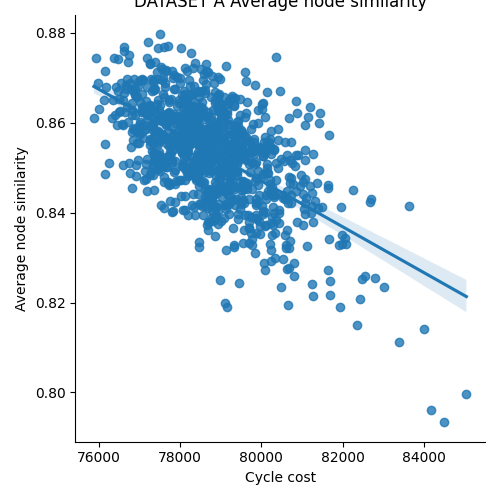 DATASET A Average node similarity
0.88
0.86
0.84
0.82
0.80
Average node similarity
76000 78000 80000 82000 84000
Cycle cost